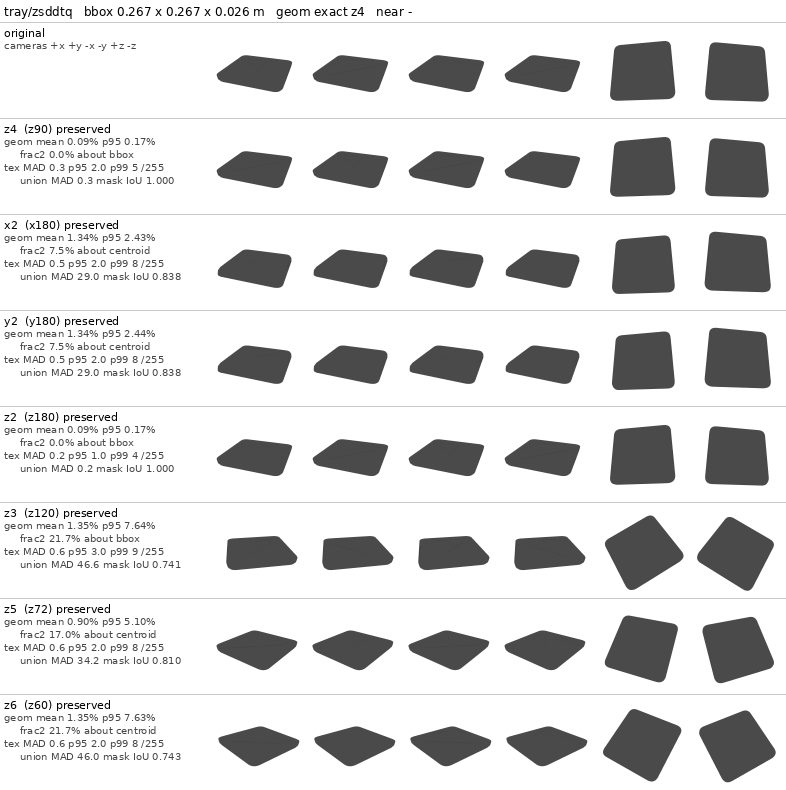 tray/zsddtq bbox 0.267 x 0.267 x 0.026 m geom exact z4 near -
original
cameras +x +y -x -y +z -z
z4 (z90) preserved
geom mean 0.09% p95 0.17%
frac2 0.0% about bbox
tex MAD 0.3 p95 2.0 p99 5 /255
union MAD 0.3 mask IoU 1.000
x2 (x180) preserved
geom mean 1.34% p95 2.43%
frac2 7.5% about centroid
tex MAD 0.5 p95 2.0 p99 8 /255
union MAD 29.0 mask IoU 0.838
y2 (y180) preserved
geom mean 1.34% p95 2.44%
frac2 7.5% about centroid
tex MAD 0.5 p95 2.0 p99 8 /255
union MAD 29.0 mask IoU 0.838
z2 (z180) preserved
geom mean 0.09% p95 0.17%
frac2 0.0% about bbox
tex MAD 0.2 p95 1.0 p99 4 /255
union MAD 0.2 mask IoU 1.000
z3 (z120) preserved
geom mean 1.35% p95 7.64%
frac2 21.7% about bbox
tex MAD 0.6 p95 3.0 p99 9 /255
union MAD 46.6 mask IoU 0.741
z5 (z72) preserved
geom mean 0.90% p95 5.10%
frac2 17.0% about centroid
tex MAD 0.6 p95 2.0 p99 8 /255
union MAD 34.2 mask IoU 0.810
z6 (z60) preserved
geom mean 1.35% p95 7.63%
frac2 21.7% about centroid
tex MAD 0.6 p95 2.0 p99 8 /255
union MAD 46.0 mask IoU 0.743